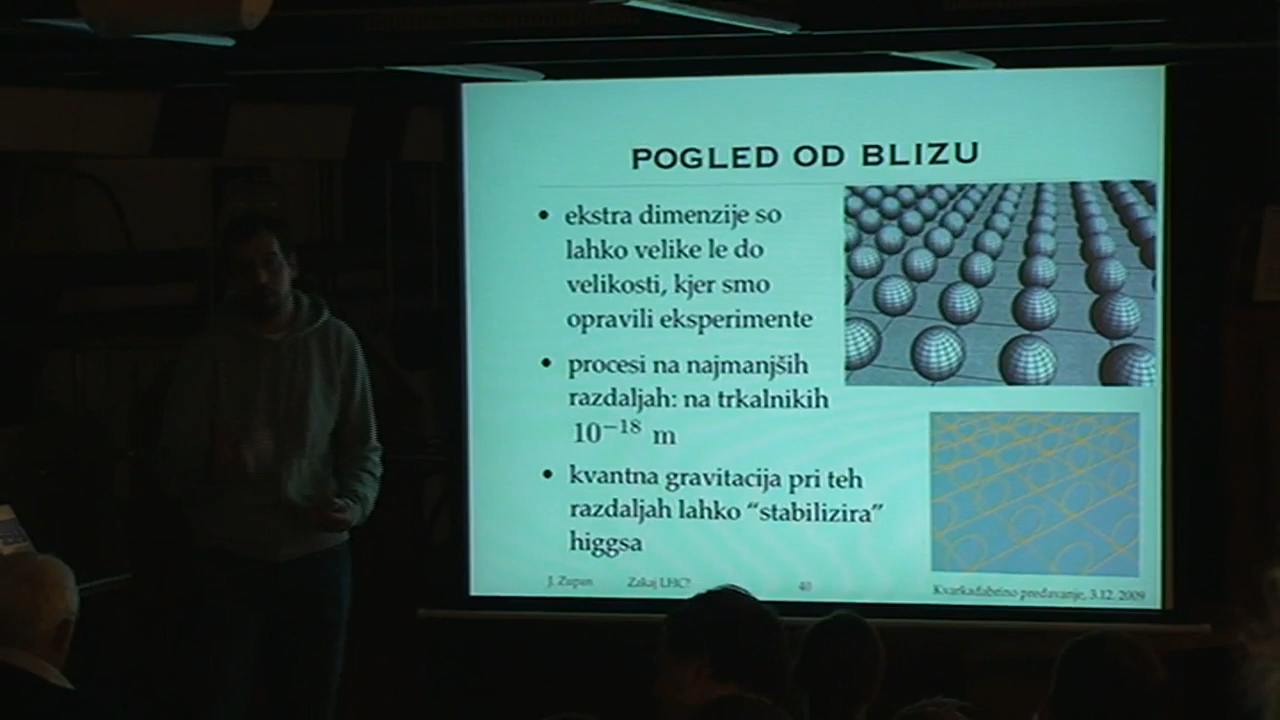 POGLED OD BLIZU
• ekstra dimenzije so
lahko velike le do
velikosti, kjer smo
opravili eksperimente
• procesi na najmanjših
razdaljah: na trkalnikih
10⁻¹⁸ m
• kvantna gravitacija pri teh
razdaljah lahko “stabilizira”
higgsa
J. Zupan Zakaj LHC? 40 Kvarkadabrino predavanje, 3.12. 2009